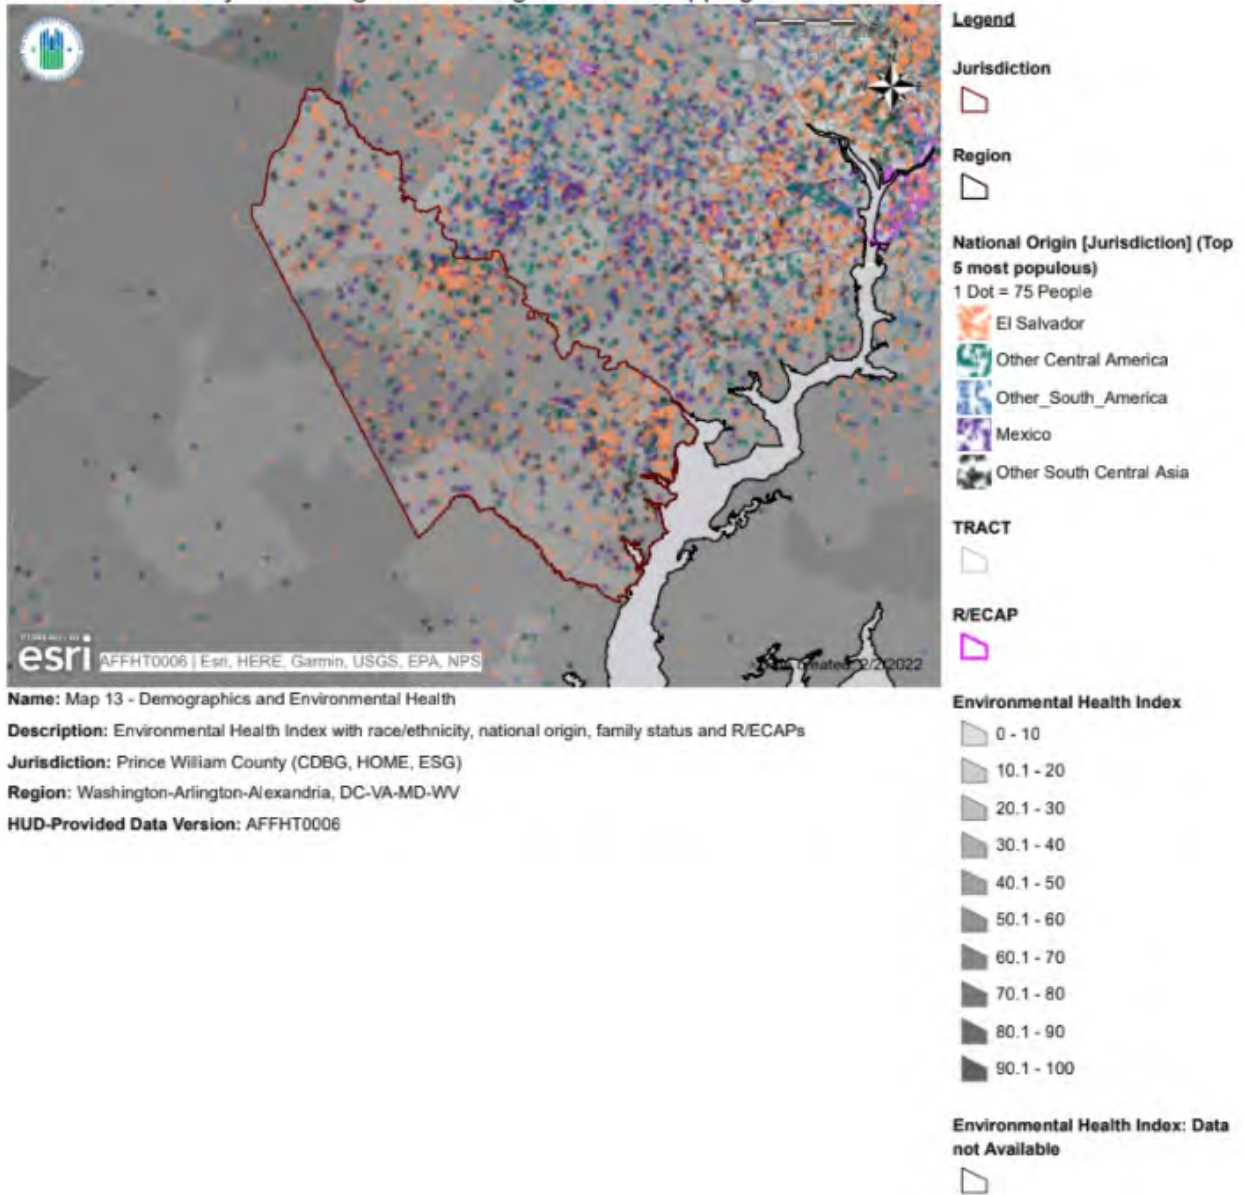 Legend
Jurisdiction
Region
National Origin [Jurisdiction] (Top
5 most populous)
1 Dot = 75 People
El Salvador
Other Central America
Other_South_America
Mexico
Other South Central Asia
TRACT
R/ECAP
Environmental Health Index
0 - 10
10.1 - 20
20.1 - 30
30.1 - 40
40.1 - 50
50.1 - 60
60.1 - 70
70.1 - 80
80.1 - 90
90.1 - 100
Environmental Health Index: Data
not Available
esri
AFFHT0006 | Esri, HERE, Garmin, USGS, EPA, NPS
created: 2/2/2022
Name: Map 13 - Demographics and Environmental Health
Description: Environmental Health Index with race/ethnicity, national origin, family status and R/ECAPs
Jurisdiction: Prince William County (CDBG, HOME, ESG)
Region: Washington-Arlington-Alexandria, DC-VA-MD-WV
HUD-Provided Data Version: AFFHT0006